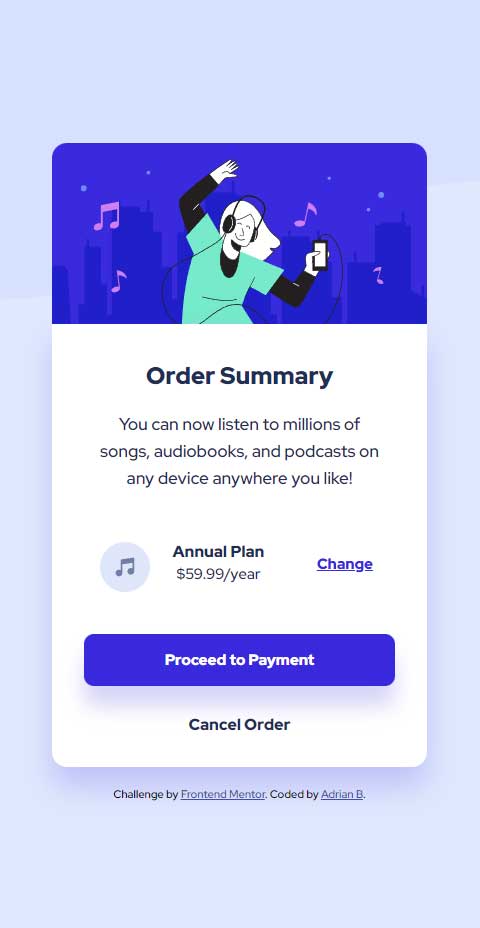 Order Summary
You can now listen to millions of
songs, audiobooks, and podcasts on
any device anywhere you like!
Annual Plan
$59.99/year
Change
Proceed to Payment
Cancel Order
Challenge by Frontend Mentor. Coded by Adrian B.